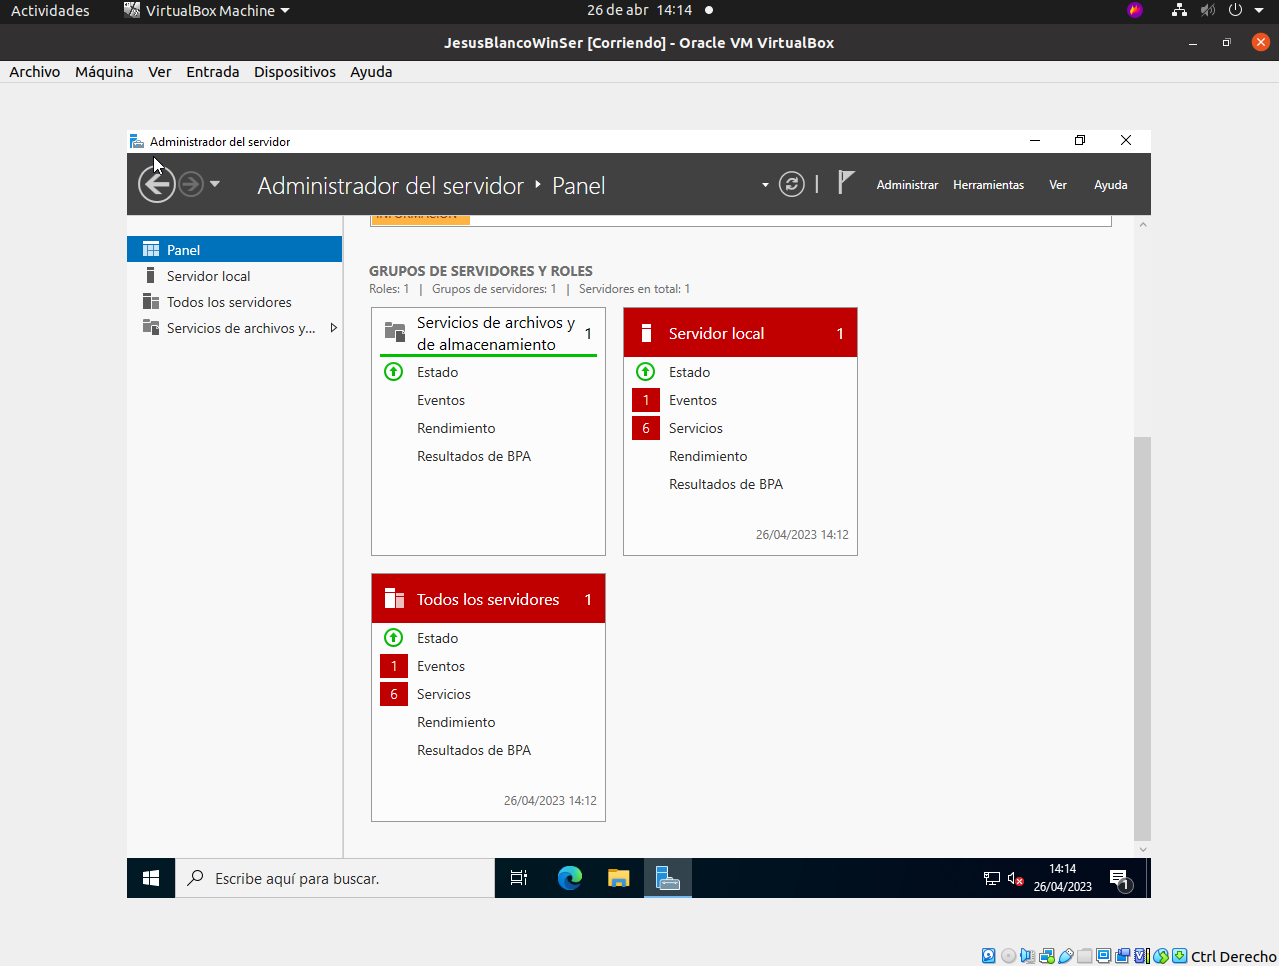 Actividades VirtualBox Machine 26 de abr 14:14
JesusBlancoWinSer [Corriendo] - Oracle VM VirtualBox
Archivo Máquina Ver Entrada Dispositivos Ayuda
Administrador del servidor
Administrador del servidor Panel Administrar Herramientas Ver Ayuda
INFORMACIÓN
Panel
Servidor local
Todos los servidores
Servicios de archivos y...
GRUPOS DE SERVIDORES Y ROLES
Roles: 1 | Grupos de servidores: 1 | Servidores en total: 1
Servicios de archivos y de almacenamiento 1
Estado
Eventos
Rendimiento
Resultados de BPA
Servidor local 1
Estado
1 Eventos
6 Servicios
Rendimiento
Resultados de BPA
26/04/2023 14:12
Todos los servidores 1
Estado
1 Eventos
6 Servicios
Rendimiento
Resultados de BPA
26/04/2023 14:12
Escribe aquí para buscar.
14:14
26/04/2023
1
Ctrl Derecho